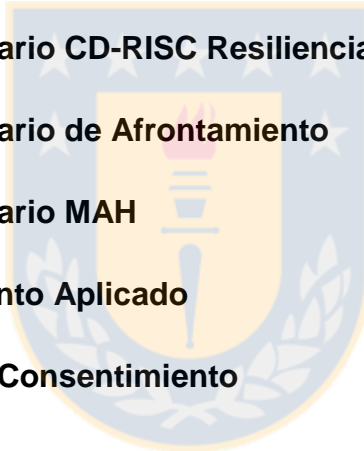 ario CD-RISC Resiliencia
ario de Afrontamiento
ario MAH
nto Aplicado
Consentimiento